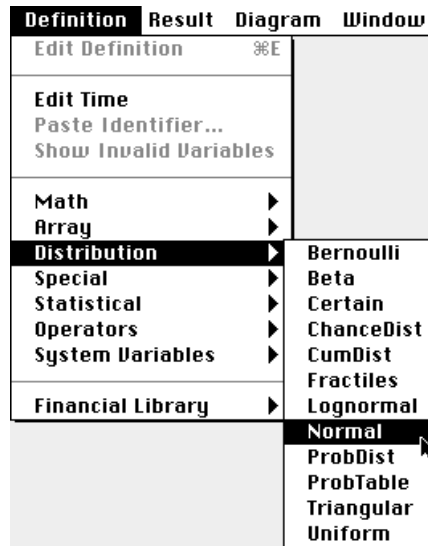 Definition Result Diagram Window
Edit Definition ⌘E
Edit Time
Paste Identifier...
Show Invalid Variables
Math
Array
Distribution
Special
Statistical
Operators
System Variables
Financial Library
Bernoulli
Beta
Certain
ChanceDist
CumDist
Fractiles
Lognormal
Normal
ProbDist
ProbTable
Triangular
Uniform